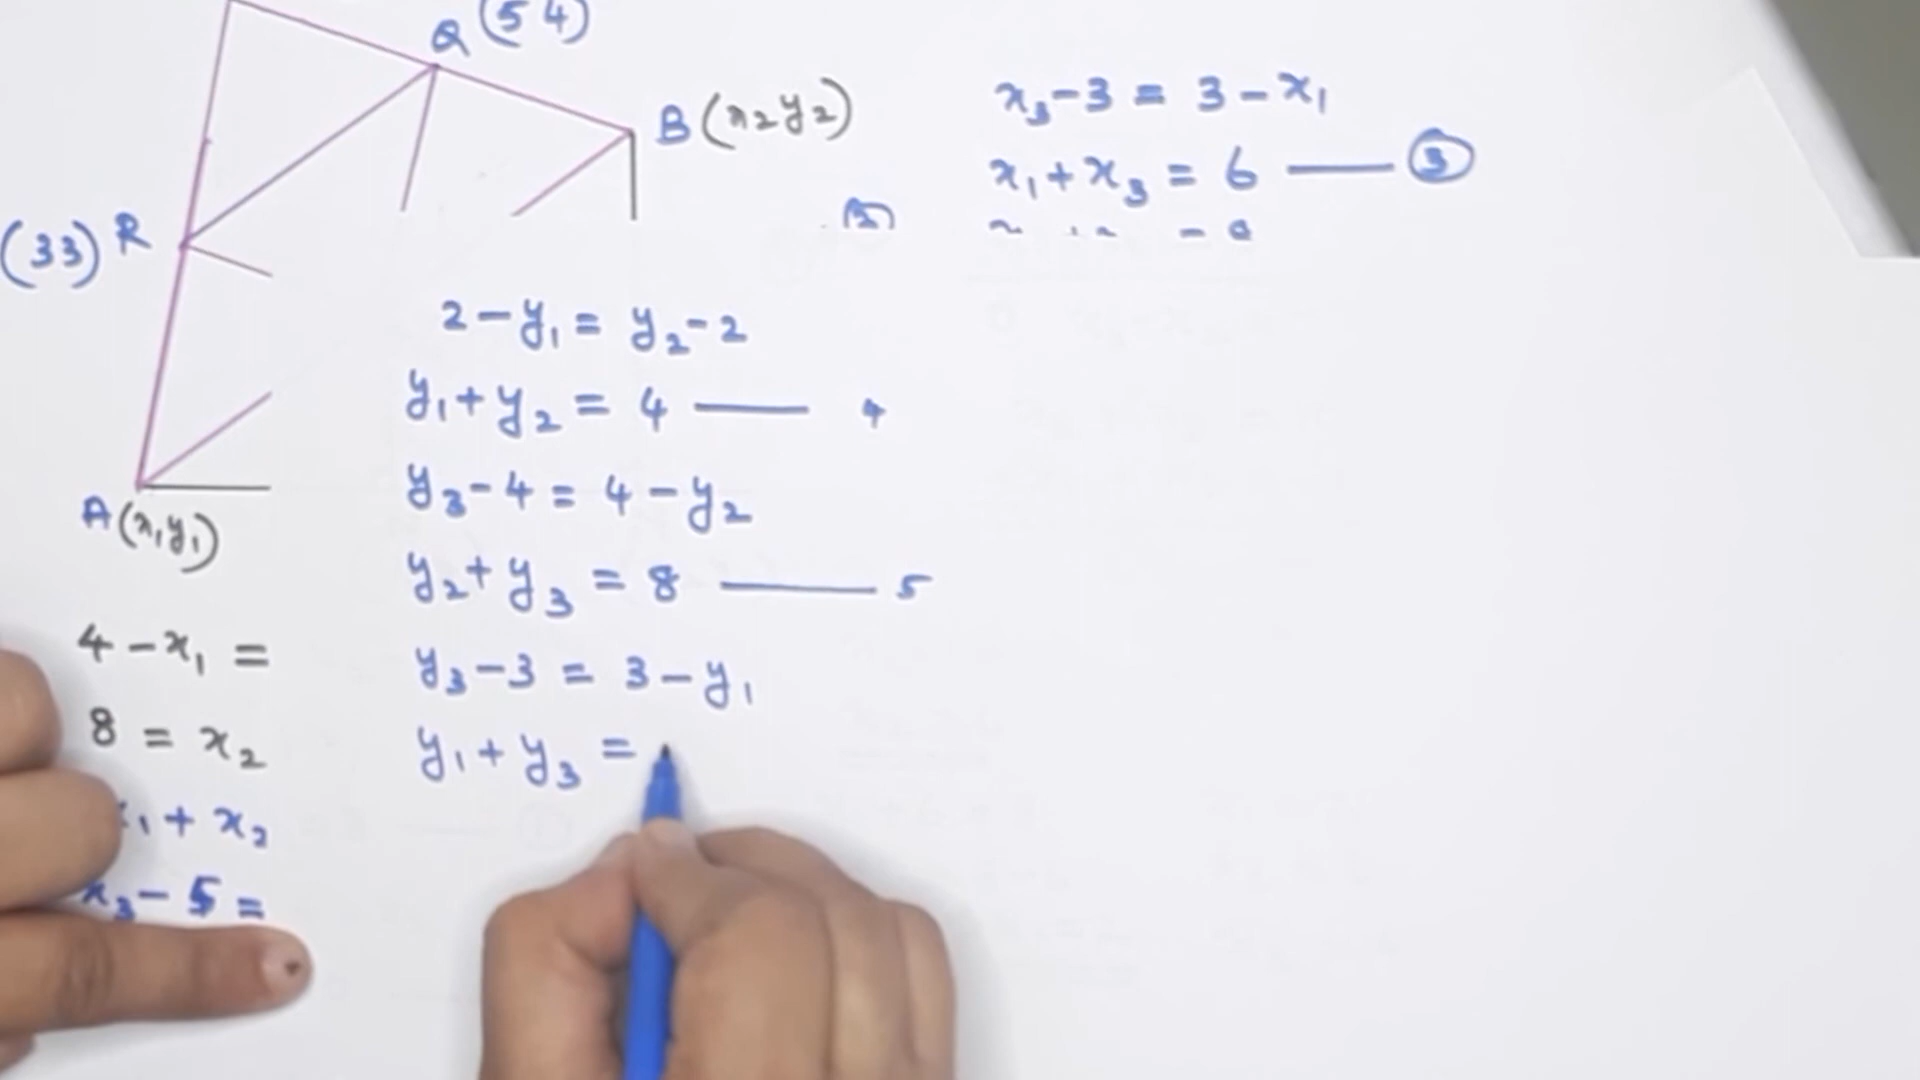 Q (5 4)
B (x₂ y₂)
(3 3) R
A (x₁ y₁)
4 - x₁ =
8 = x₂
x₁ + x₂
x₃ - 5 =
2 - y₁ = y₂ - 2
y₁ + y₂ = 4 —— 4
y₃ - 4 = 4 - y₂
y₂ + y₃ = 8 —— 5
y₃ - 3 = 3 - y₁
y₁ + y₃ =
x₃ - 3 = 3 - x₁
x₁ + x₃ = 6 —— ③